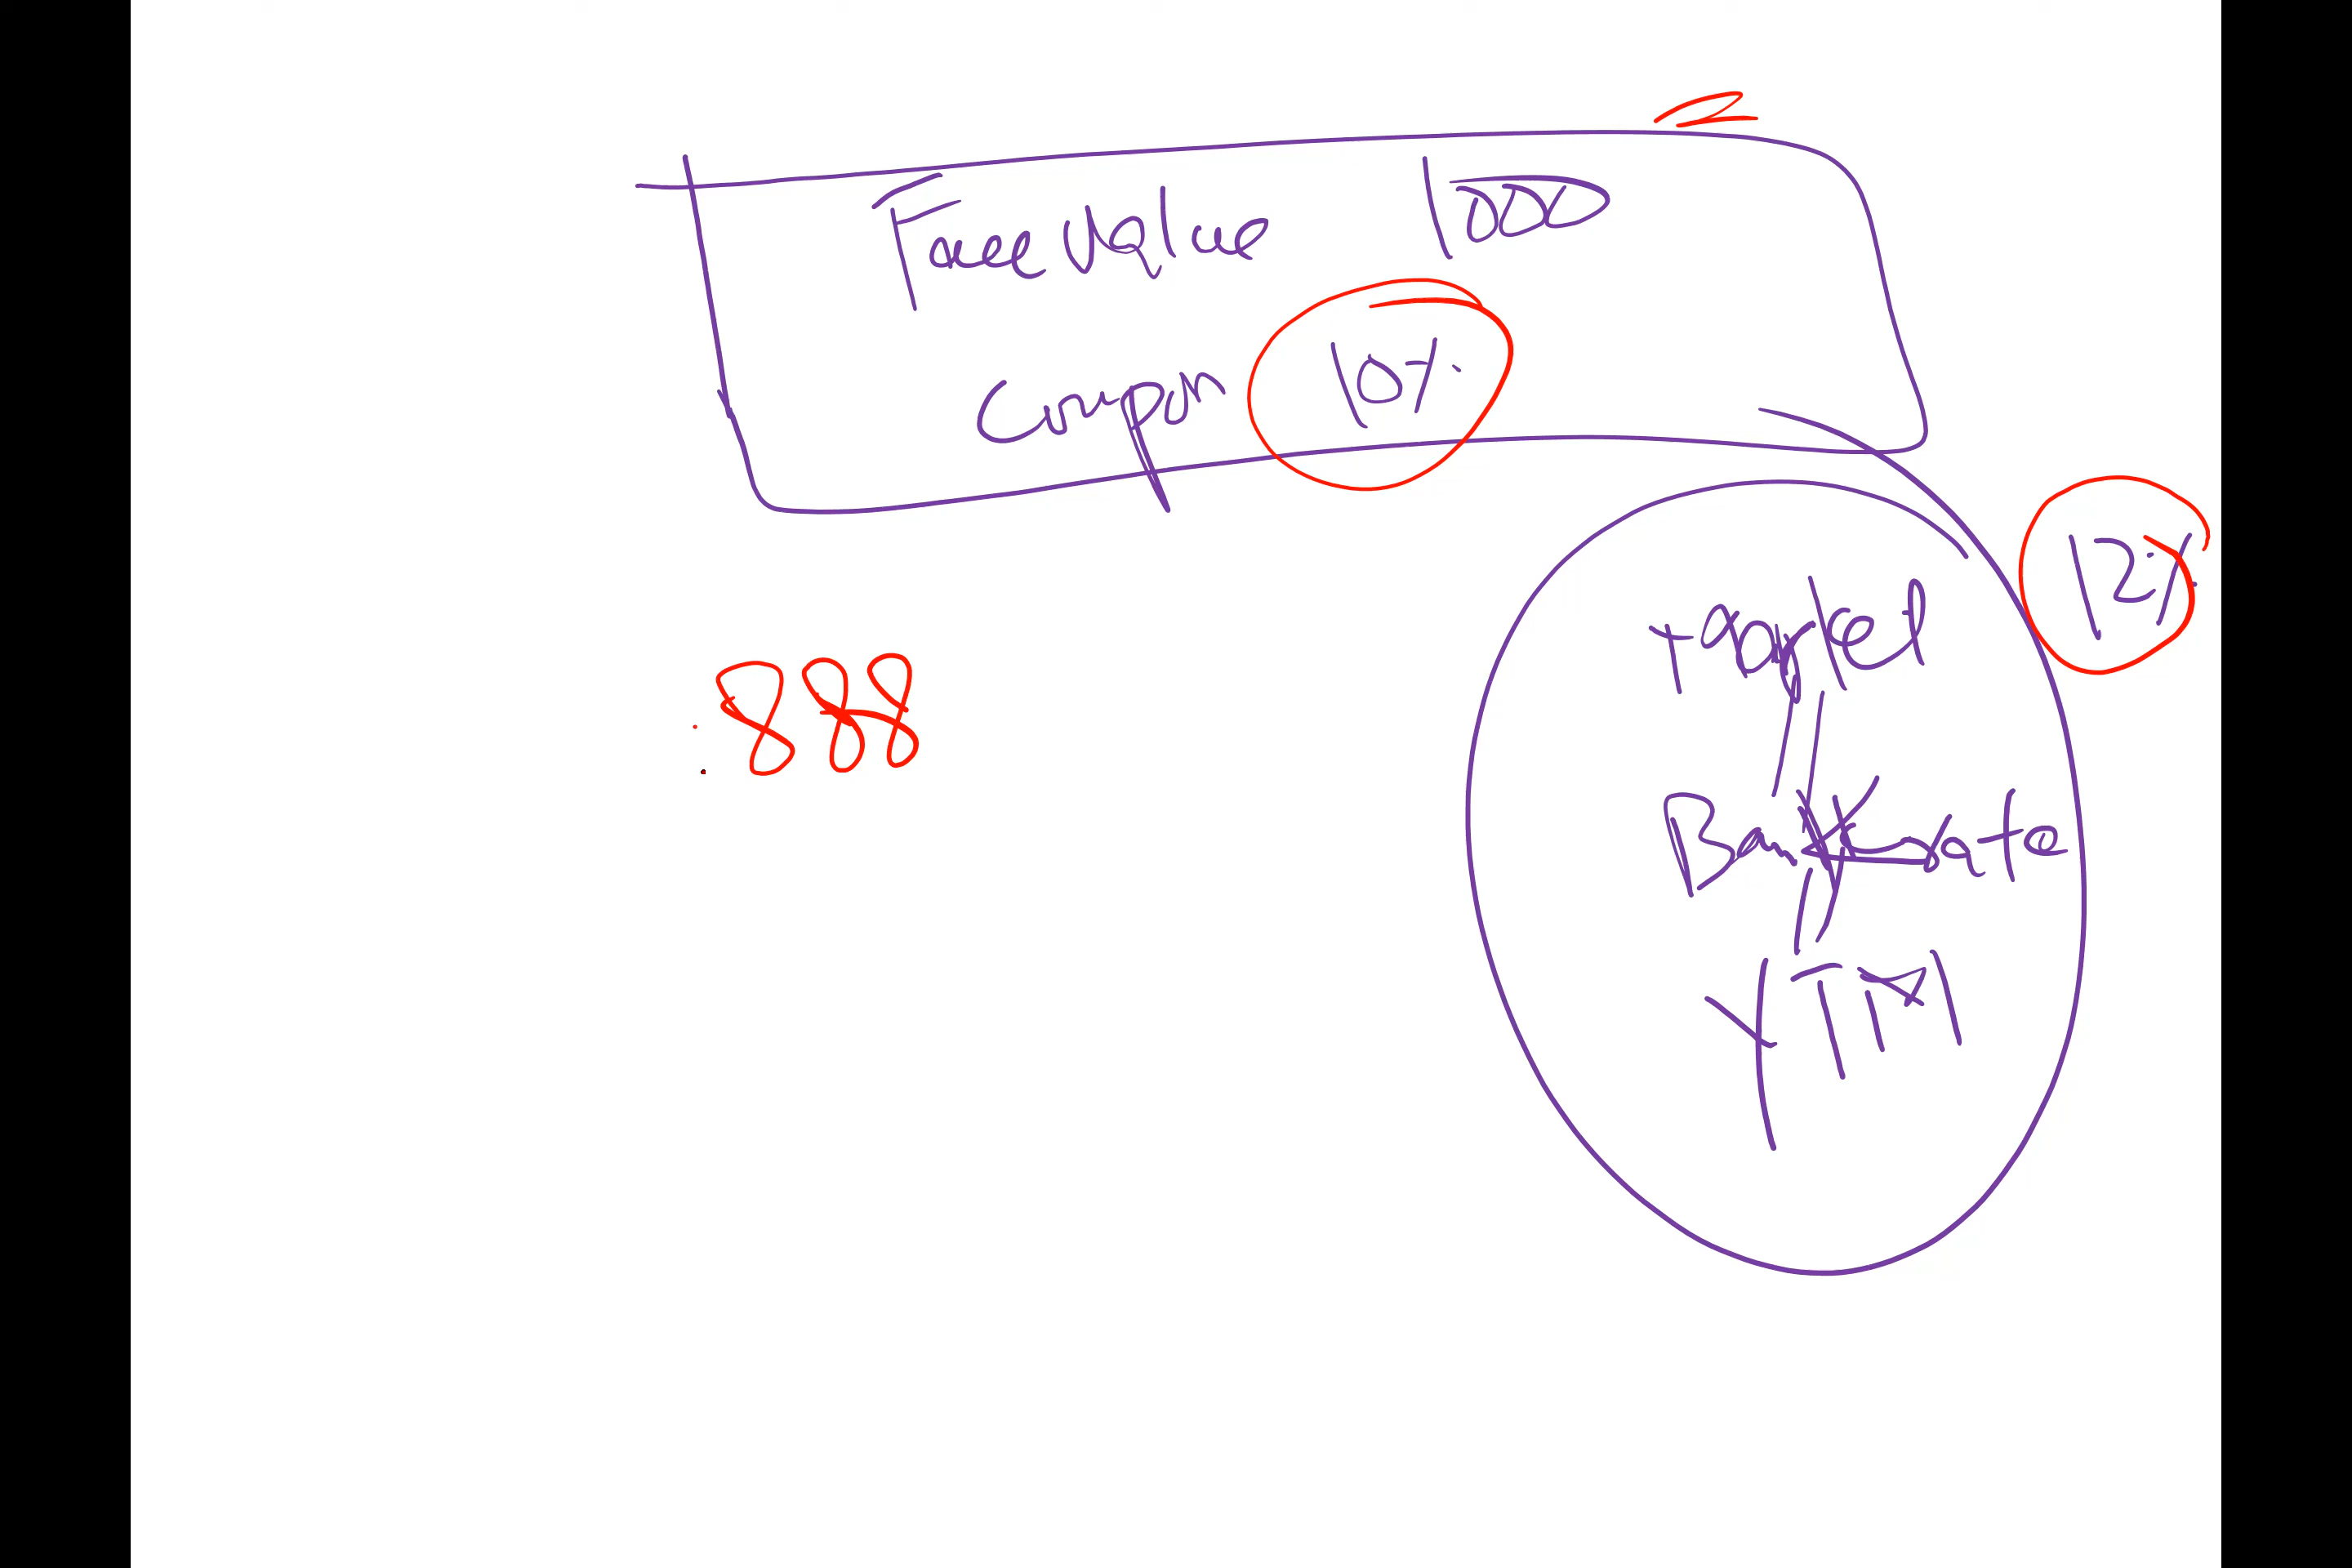 2
Face Value 1000
Coupon 10%
12%
Market
888
Bank rate
YTM